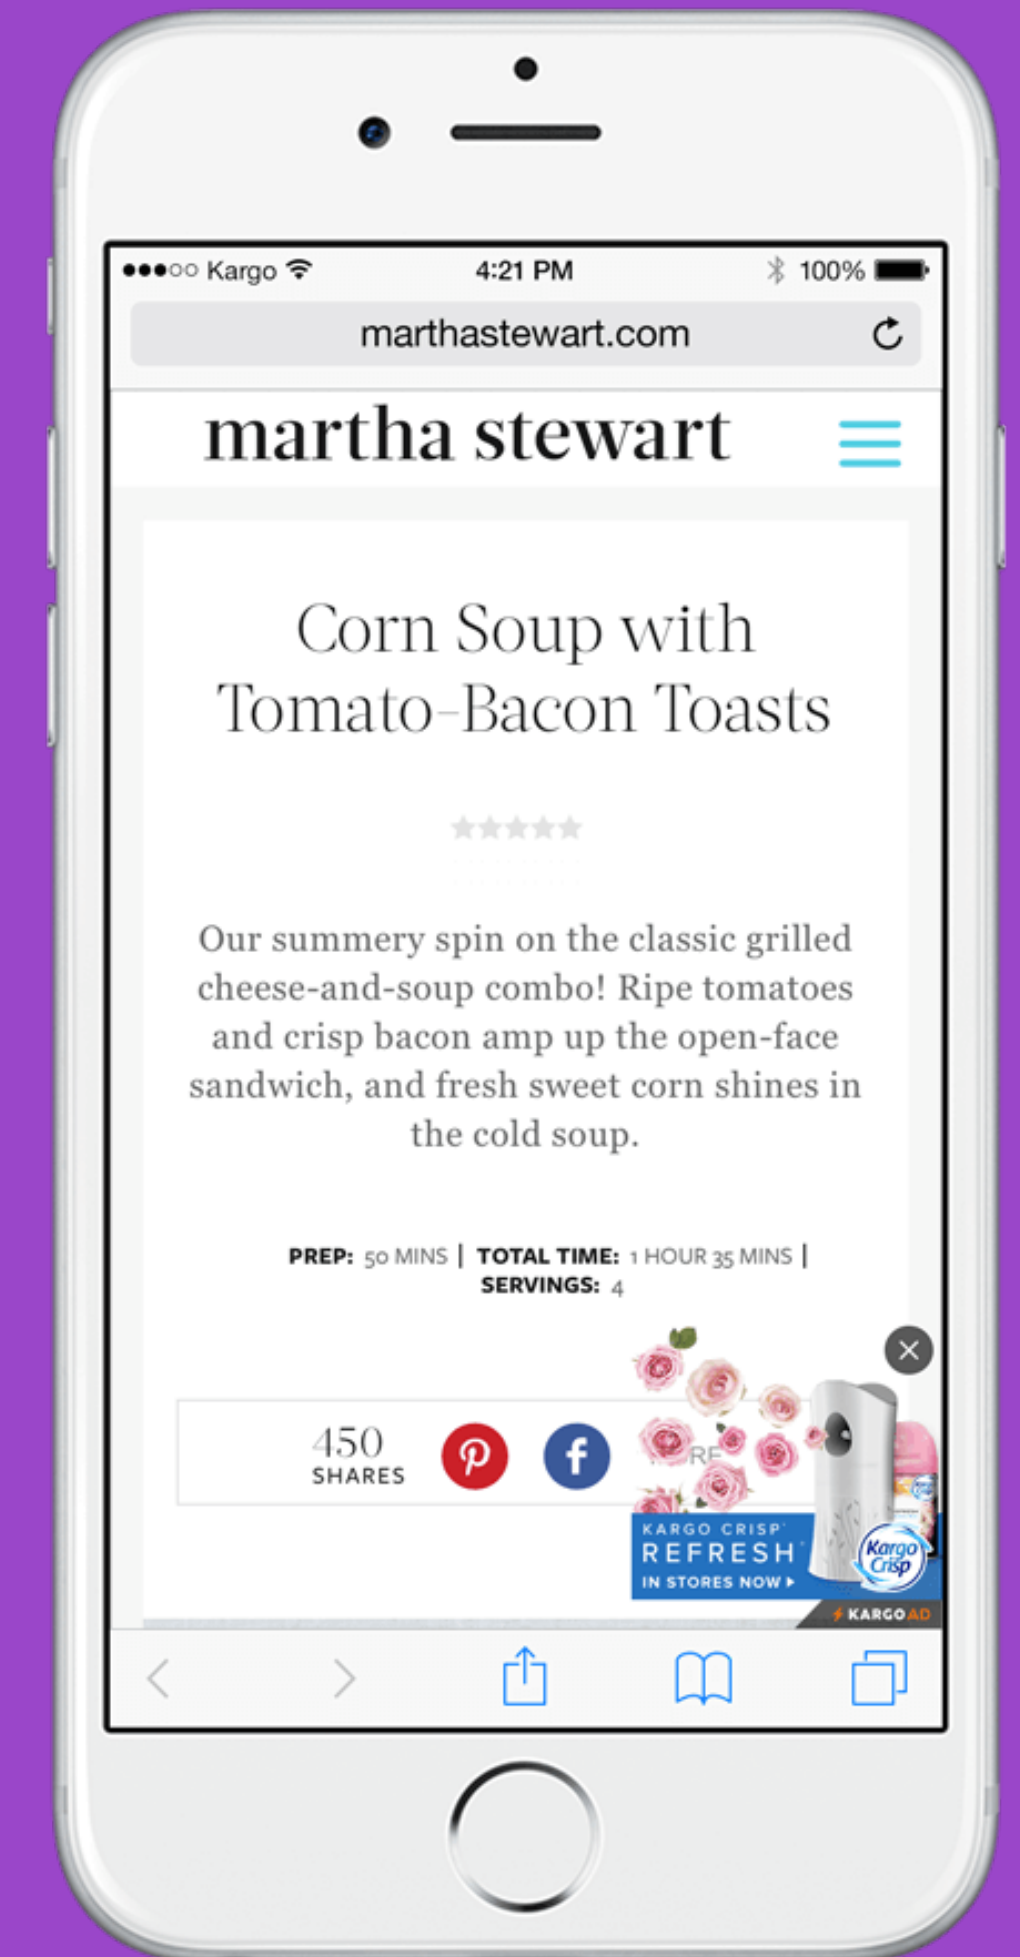 Kargo 4:21 PM 100%
marthastewart.com
martha stewart
Corn Soup with
Tomato-Bacon Toasts
Our summery spin on the classic grilled
cheese-and-soup combo! Ripe tomatoes
and crisp bacon amp up the open-face
sandwich, and fresh sweet corn shines in
the cold soup.
PREP: 50 MINS | TOTAL TIME: 1 HOUR 35 MINS |
SERVINGS: 4
450
SHARES
KARGO CRISP
REFRESH
IN STORES NOW
Kargo
Crisp
KARGO AD